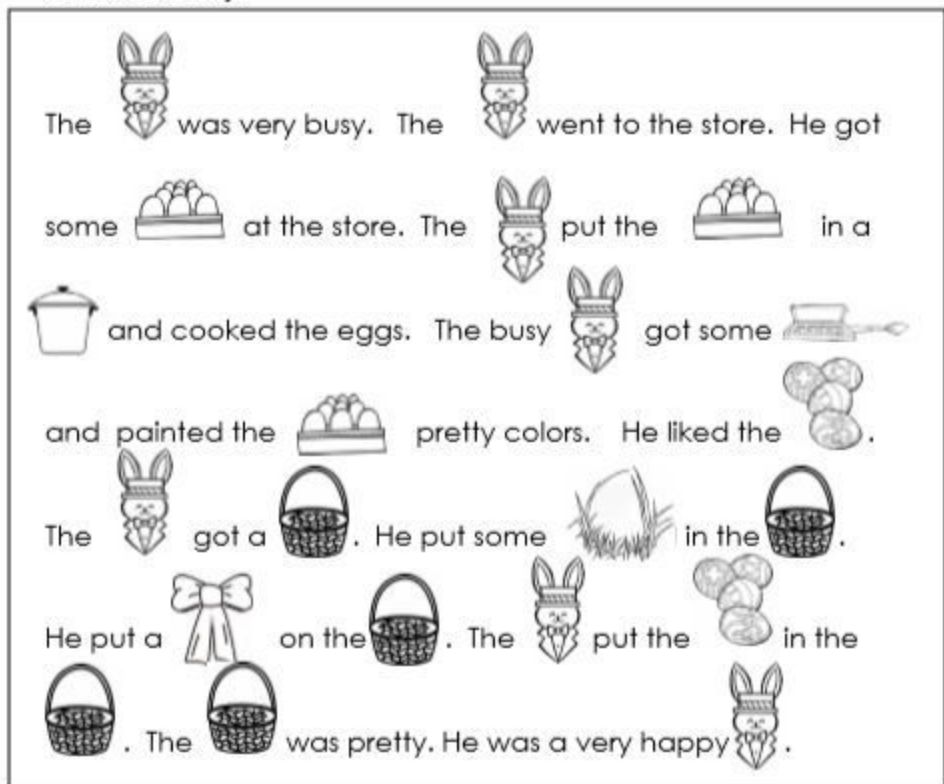 The was very busy. The went to the store. He got
some at the store. The put the in a
and cooked the eggs. The busy got some
and painted the pretty colors. He liked the .
The got a . He put some in the .
He put a on the . The put the in the
. The was pretty. He was a very happy .